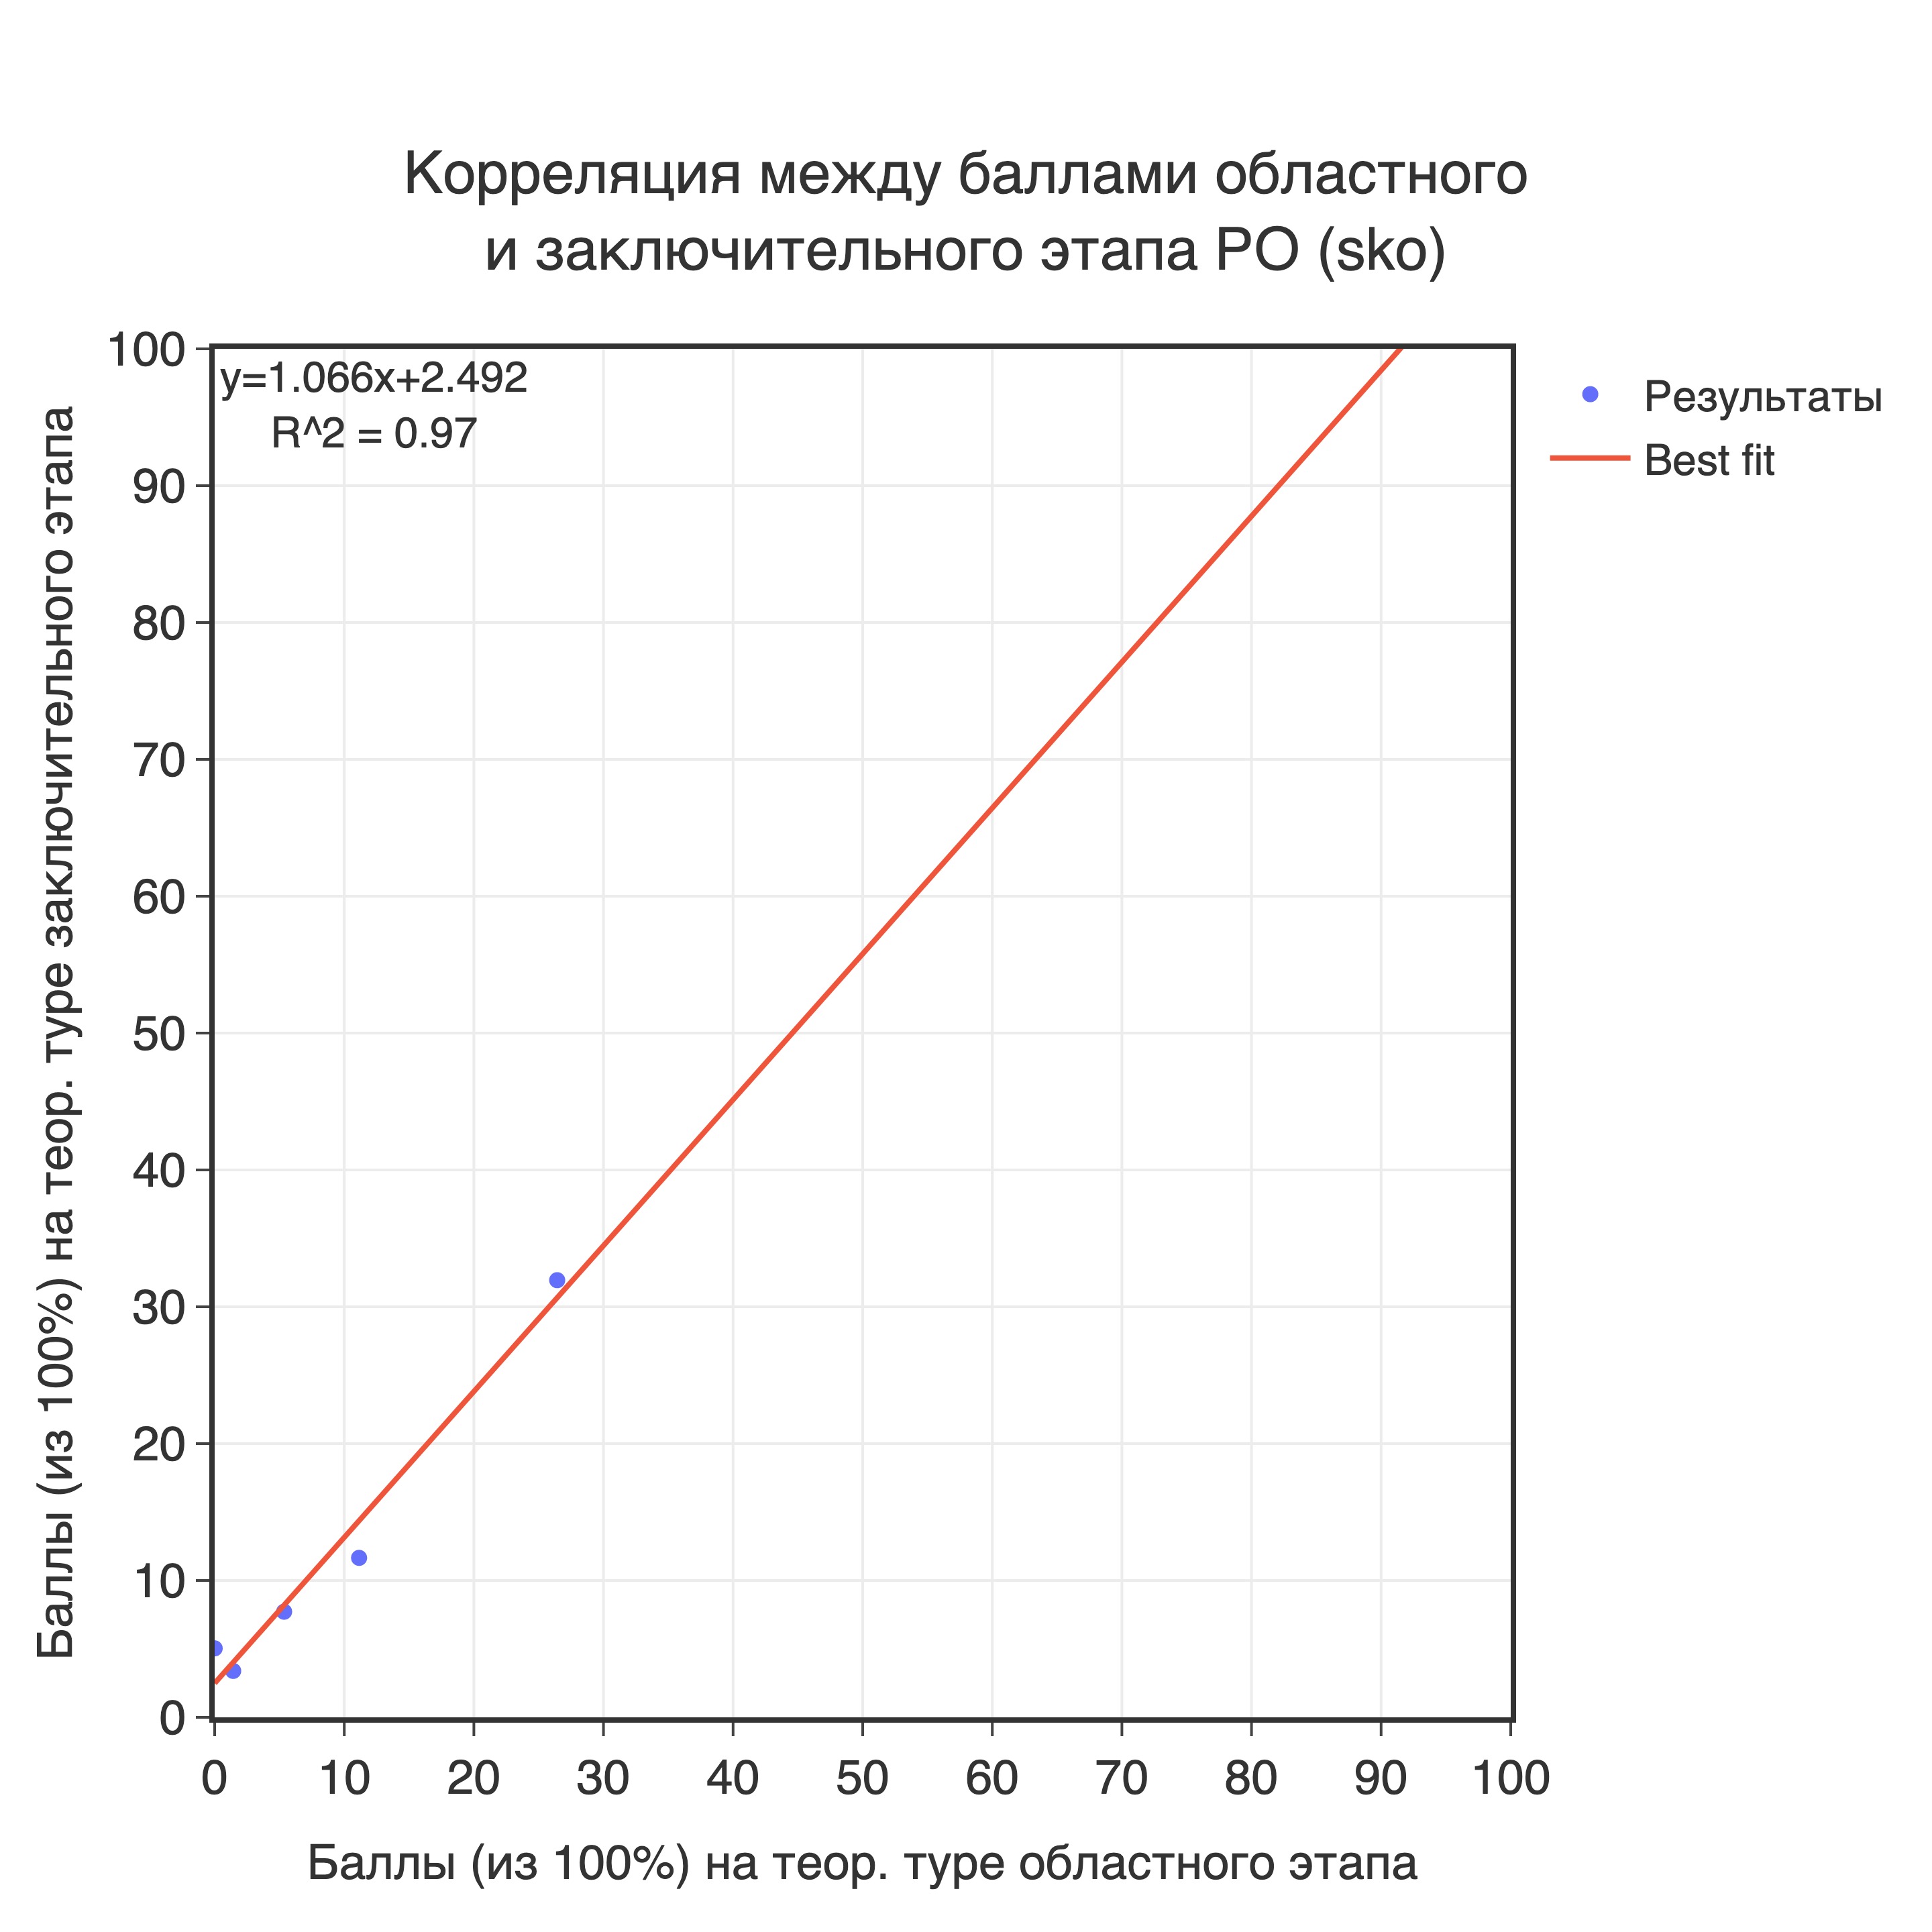 Корреляция между баллами областного
и заключительного этапа РО (sko)
y=1.066x+2.492
R^2 = 0.97
Результаты
Best fit
Баллы (из 100%) на теор. туре заключительного этапа
100
90
80
70
60
50
40
30
20
10
0
0 10 20 30 40 50 60 70 80 90 100
Баллы (из 100%) на теор. туре областного этапа